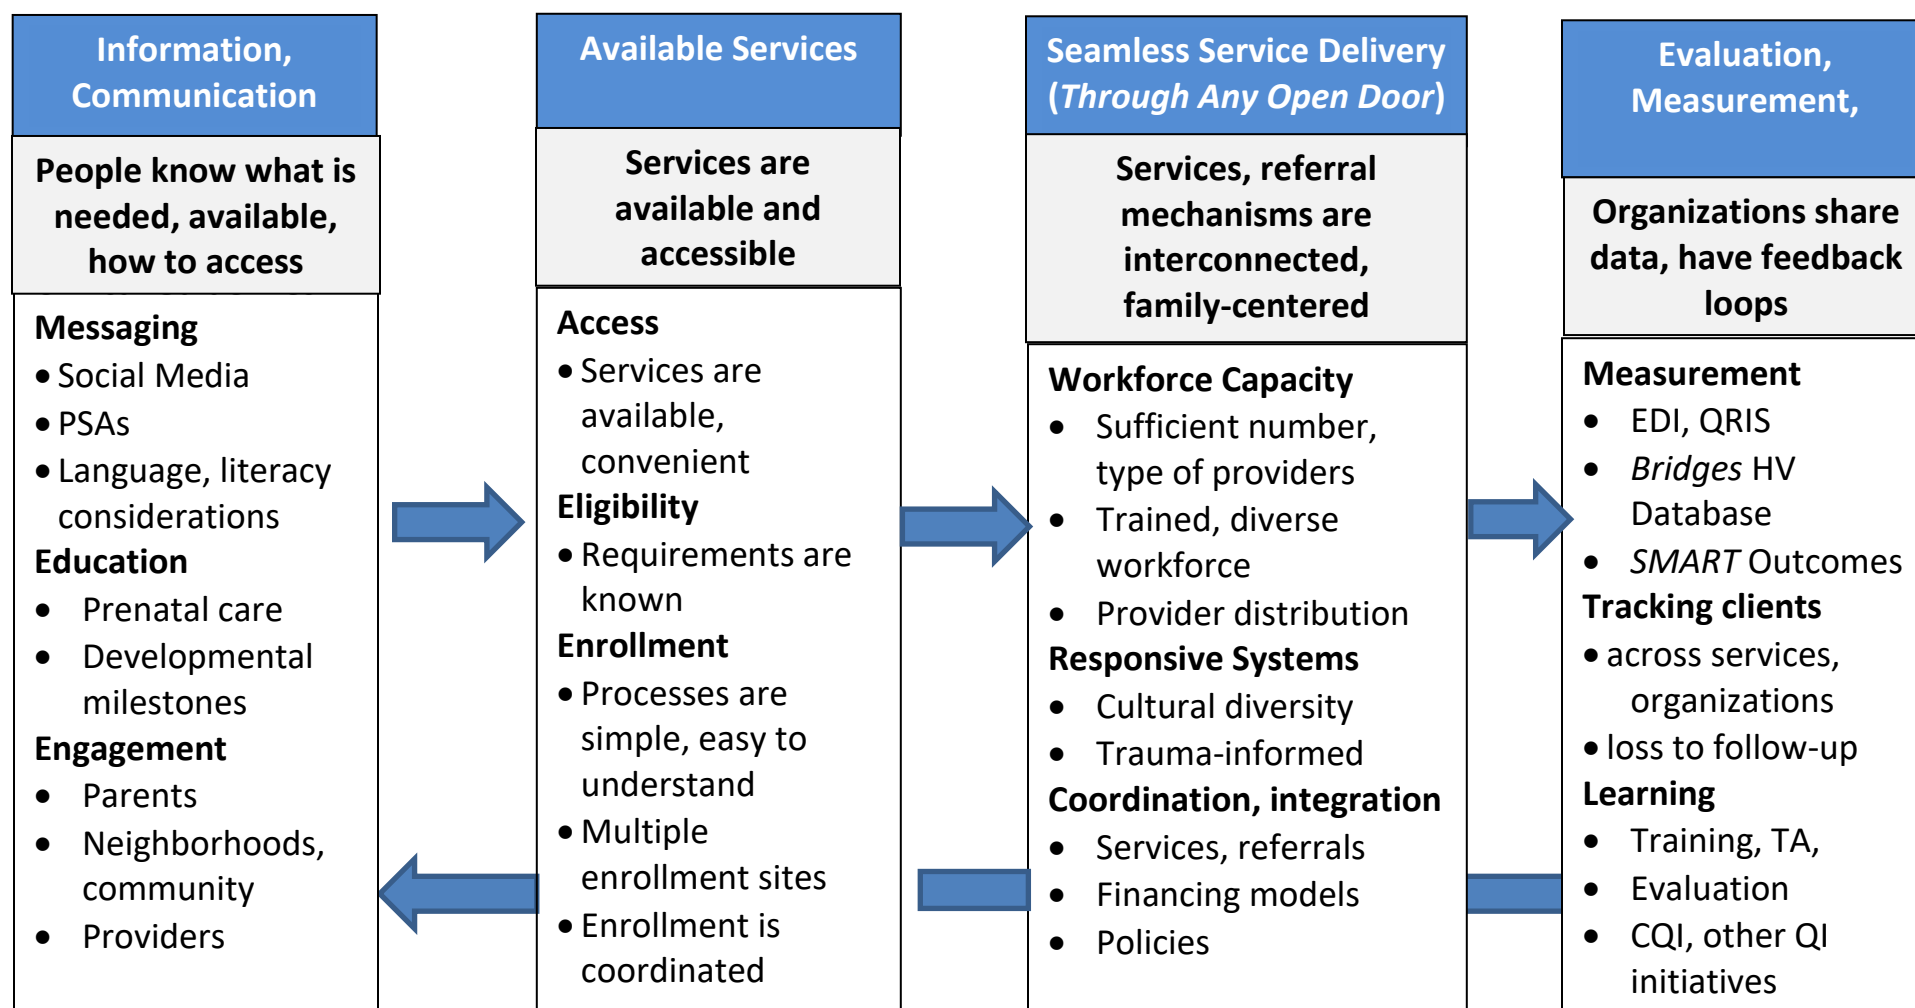 Information,
Communication
People know what is
needed, available,
how to access
Messaging
• Social Media
• PSAs
• Language, literacy
considerations
Education
• Prenatal care
• Developmental
milestones
Engagement
• Parents
• Neighborhoods,
community
• Providers
Available Services
Services are
available and
accessible
Access
• Services are
available,
convenient
Eligibility
• Requirements are
known
Enrollment
• Processes are
simple, easy to
understand
• Multiple
enrollment sites
• Enrollment is
coordinated
Seamless Service Delivery
(Through Any Open Door)
Services, referral
mechanisms are
interconnected,
family-centered
Workforce Capacity
• Sufficient number,
type of providers
• Trained, diverse
workforce
• Provider distribution
Responsive Systems
• Cultural diversity
• Trauma-informed
Coordination, integration
• Services, referrals
• Financing models
• Policies
Evaluation,
Measurement,
Organizations share
data, have feedback
loops
Measurement
• EDI, QRIS
• Bridges HV
Database
• SMART Outcomes
Tracking clients
• across services,
organizations
• loss to follow-up
Learning
• Training, TA,
• Evaluation
• CQI, other QI
initiatives